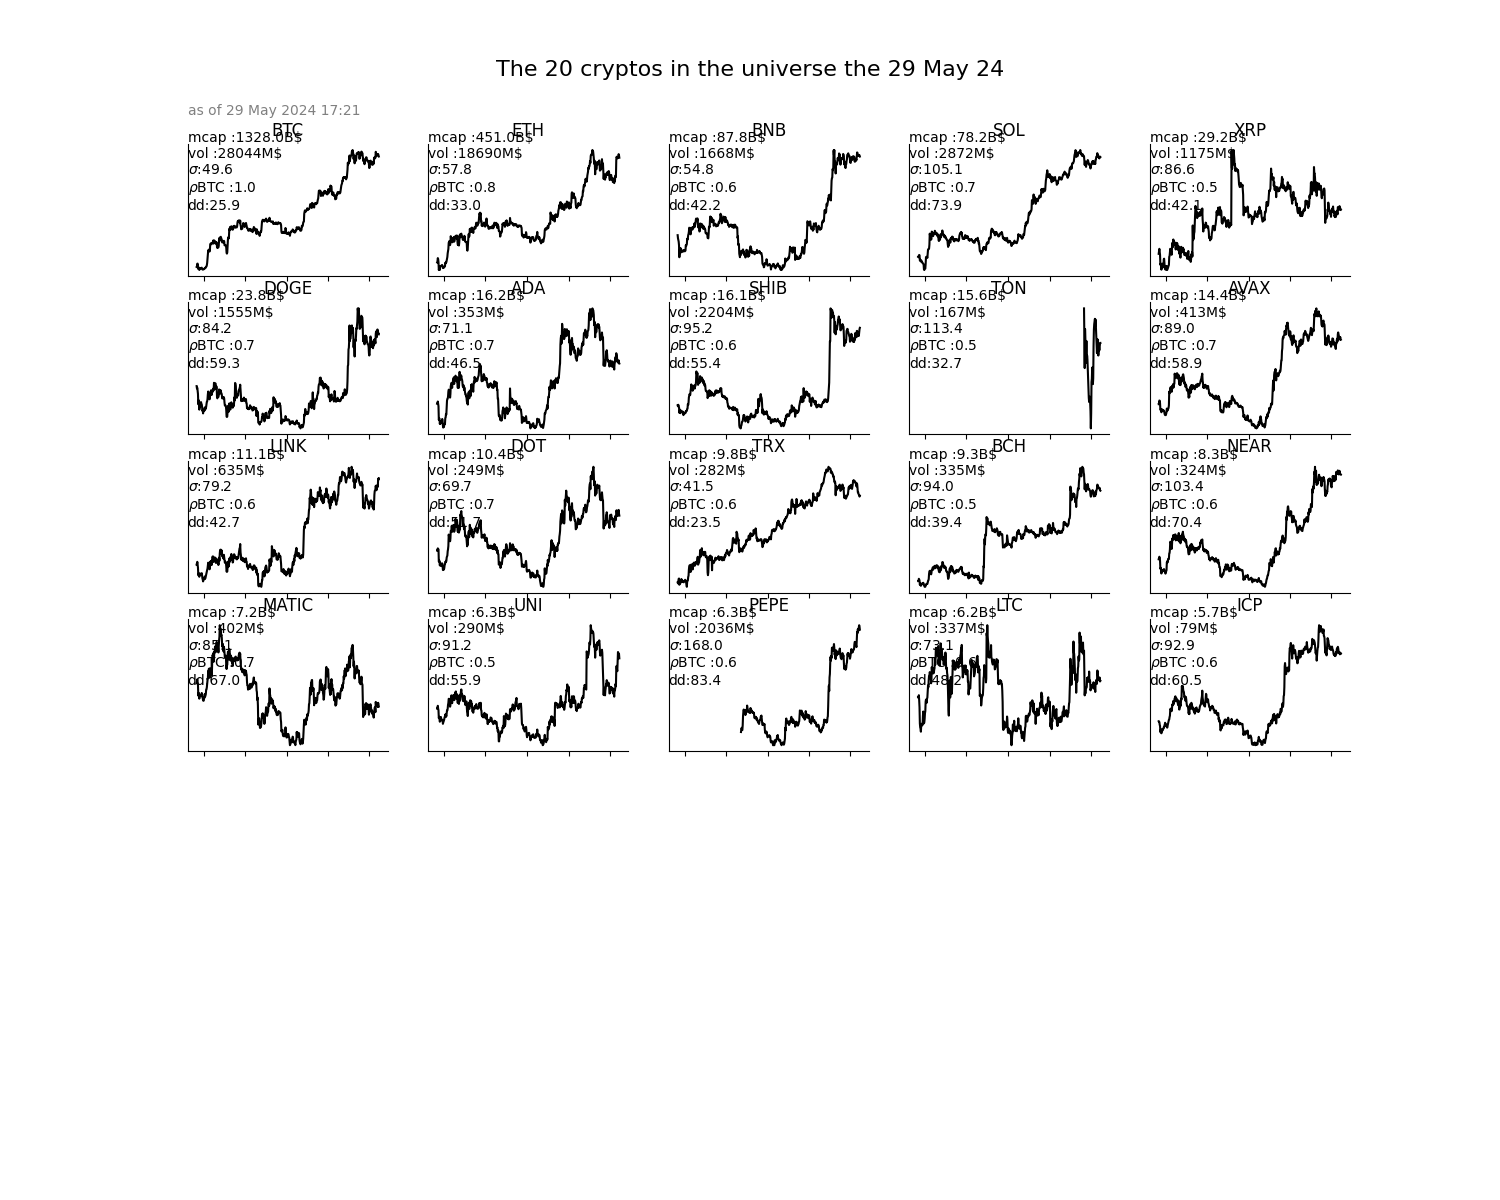 The 20 cryptos in the universe the 29 May 24
as of 29 May 2024 17:21
BTC
mcap :1328.0B$
vol :28044M$
σ:49.6
ρBTC :1.0
dd:25.9
ETH
mcap :451.0B$
vol :18690M$
σ:57.8
ρBTC :0.8
dd:33.0
BNB
mcap :87.8B$
vol :1668M$
σ:54.8
ρBTC :0.6
dd:42.2
SOL
mcap :78.2B$
vol :2872M$
σ:105.1
ρBTC :0.7
dd:73.9
XRP
mcap :29.2B$
vol :1175M$
σ:86.6
ρBTC :0.5
dd:42.1
DOGE
mcap :23.8B$
vol :1555M$
σ:84.2
ρBTC :0.7
dd:59.3
ADA
mcap :16.2B$
vol :353M$
σ:71.1
ρBTC :0.7
dd:46.5
SHIB
mcap :16.1B$
vol :2204M$
σ:95.2
ρBTC :0.6
dd:55.4
TON
mcap :15.6B$
vol :167M$
σ:113.4
ρBTC :0.5
dd:32.7
AVAX
mcap :14.4B$
vol :413M$
σ:89.0
ρBTC :0.7
dd:58.9
LINK
mcap :11.1B$
vol :635M$
σ:79.2
ρBTC :0.6
dd:42.7
DOT
mcap :10.4B$
vol :249M$
σ:69.7
ρBTC :0.7
TRX
mcap :9.8B$
vol :282M$
σ:41.5
ρBTC :0.6
dd:23.5
BCH
mcap :9.3B$
vol :335M$
σ:94.0
ρBTC :0.5
dd:39.4
NEAR
mcap :8.3B$
vol :324M$
σ:103.4
ρBTC :0.6
dd:70.4
MATIC
mcap :7.2B$
vol :402M$
σ:85.1
ρBTC :0.7
dd:67.0
UNI
mcap :6.3B$
vol :290M$
σ:91.2
ρBTC :0.5
dd:55.9
PEPE
mcap :6.3B$
vol :2036M$
σ:168.0
ρBTC :0.6
dd:83.4
LTC
mcap :6.2B$
vol :337M$
σ:73.1
ρBTC :0.6
dd:48.2
ICP
mcap :5.7B$
vol :79M$
σ:92.9
ρBTC :0.6
dd:60.5